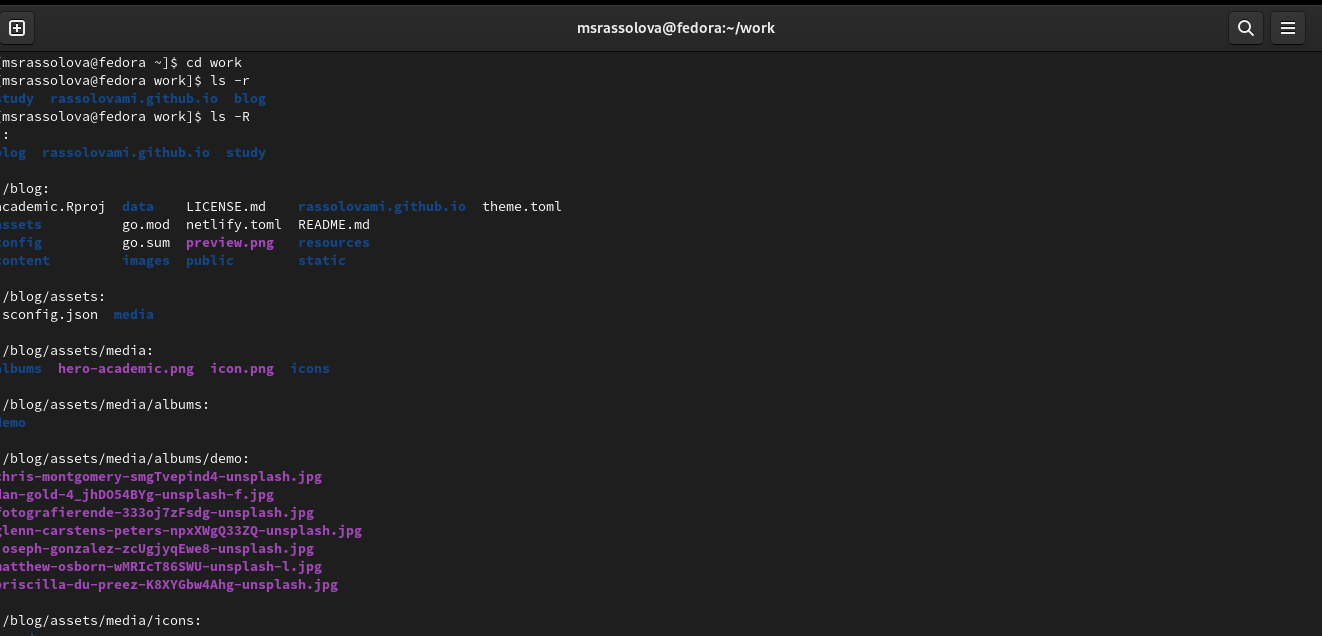 msrassolova@fedora:~/work
[msrassolova@fedora ~]$ cd work
[msrassolova@fedora work]$ ls -r
study rassolovami.github.io blog
[msrassolova@fedora work]$ ls -R
.:
blog rassolovami.github.io study
./blog:
academic.Rproj data LICENSE.md rassolovami.github.io theme.toml
assets go.mod netlify.toml README.md
config go.sum preview.png resources
content images public static
./blog/assets:
jsconfig.json media
./blog/assets/media:
albums hero-academic.png icon.png icons
./blog/assets/media/albums:
demo
./blog/assets/media/albums/demo:
chris-montgomery-smgTvepind4-unsplash.jpg
dan-gold-4_jhDO54BYg-unsplash-f.jpg
fotografierende-333oj7zFsdg-unsplash.jpg
glenn-carstens-peters-npxXWgQ33ZQ-unsplash.jpg
joseph-gonzalez-zcUgjyqEwe8-unsplash.jpg
matthew-osborn-wMRIcT86SWU-unsplash-l.jpg
priscilla-du-preez-K8XYGbw4Ahg-unsplash.jpg
./blog/assets/media/icons: